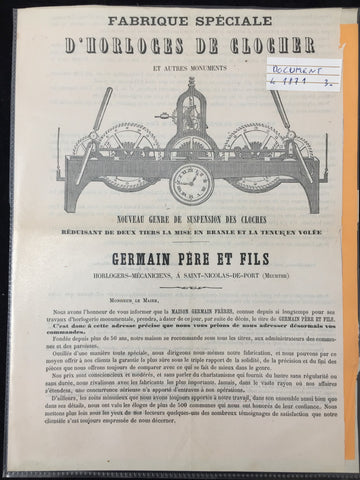 FABRIQUE SPÉCIALE
D'HORLOGES DE CLOCHER
ET AUTRES MONUMENTS
DOCUMENT
1871
NOUVEAU GENRE DE SUSPENSION DES CLOCHES
RÉDUISANT DE DEUX TIERS LA MISE EN BRANLE ET LA TENUE EN VOLÉE
GERMAIN PÈRE ET FILS
HORLOGERS-MÉCANICIENS, A SAINT-NICOLAS-DE-PORT (MEURTHE)
MONSIEUR LE MAIRE,
Nous avons l'honneur de vous informer que la MAISON GERMAIN FRÈRES, connue depuis si longtemps pour ses
travaux d'horlogerie monumentale, prendra, à dater de ce jour, par suite de décès, le titre de GERMAIN PÈRE ET FILS.
C'est donc à cette adresse précise que nous vous prions de nous adresser désormais vos
commandes.
Fondée depuis plus de 50 ans, notre maison se recommande sous tous les titres, aux administrateurs des communes
et des paroisses.
Outillés d'une manière toute spéciale, nous dirigeons nous-mêmes notre fabrication, et nous pouvons par ce
moyen offrir à nos clients la garantie la plus sûre sous le triple rapport de la solidité, de la précision et du fini des
pièces que nous offrons toujours de comparer avec ce qui se fait de mieux dans le genre.
Nos prix sont consciencieux et modérés, et sans parler du charlatanisme qui fournit du lustre sans régularité ou
sans durée, nous rivalisons avec les fabriques les plus importantes. Jamais, dans le vaste rayon où nos affaires
s'étendent, une concurrence sérieuse n'a apporté d'entraves à nos opérations.
D'ailleurs, les soins minutieux que nous avons toujours apportés à notre travail, dans son ensemble aussi bien que
dans ses détails, nous ont valu les éloges de plus de 500 communes qui nous ont honorés de leur confiance. Nous
mettons plus loin sous les yeux de nos lecteurs quelques-uns des nombreux témoignages de satisfaction que notre
clientèle s'est toujours empressée de nous décerner.